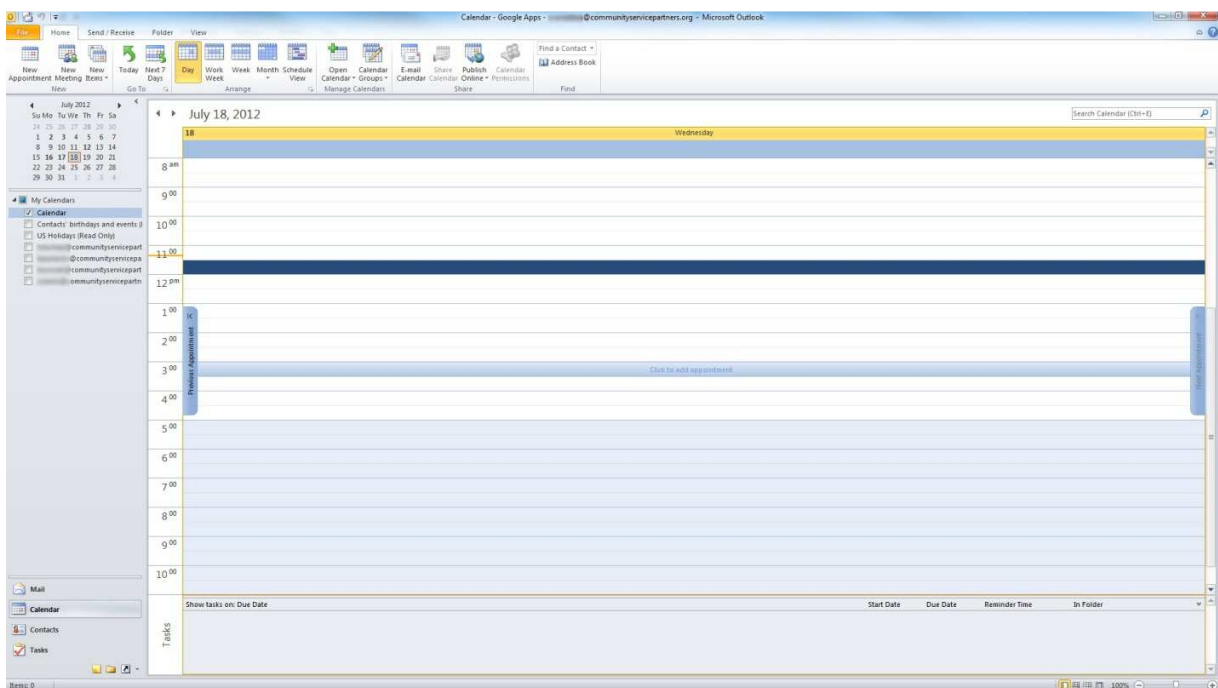 Calendar - Google Apps - @communityservicepartners.org - Microsoft Outlook
File Home Send / Receive Folder View
New Appointment
New Meeting
New Items
Today
Next 7 Days
Day
Work Week
Week
Month
Schedule View
Open Calendar
Calendar Groups
E-mail Calendar
Share Calendar
Publish Online
Calendar Permissions
Find a Contact
Address Book
New Go To Arrange Manage Calendars Share Find
July 2012
Su Mo Tu We Th Fr Sa
24 25 26 27 28 29 30
1 2 3 4 5 6 7
8 9 10 11 12 13 14
15 16 17 18 19 20 21
22 23 24 25 26 27 28
29 30 31 1 2 3 4
My Calendars
Calendar
Contacts' birthdays and events (I
US Holidays (Read Only)
communityservicepart
@communityservicepa
communityservicepart
ommunityservicepartn
Mail
Calendar
Contacts
Tasks
July 18, 2012
Search Calendar (Ctrl+E)
18 Wednesday
8 am
9 00
10 00
11 00
12 pm
1 00
2 00
3 00
4 00
5 00
6 00
7 00
8 00
9 00
10 00
Previous Appointment
Click to add appointment
Next Appointment
Tasks
Show tasks on: Due Date Start Date Due Date Reminder Time In Folder
Items: 0
100%